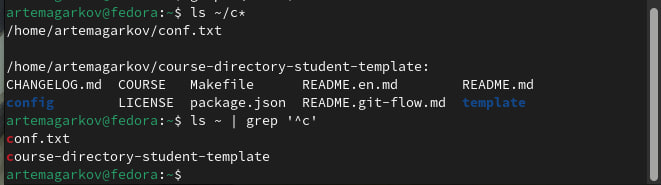 artemagarkov@fedora:~$ ls ~/c*
/home/artemagarkov/conf.txt
/home/artemagarkov/course-directory-student-template:
CHANGELOG.md COURSE Makefile README.en.md README.md
config LICENSE package.json README.git-flow.md template
artemagarkov@fedora:~$ ls ~ | grep '^c'
conf.txt
course-directory-student-template
artemagarkov@fedora:~$